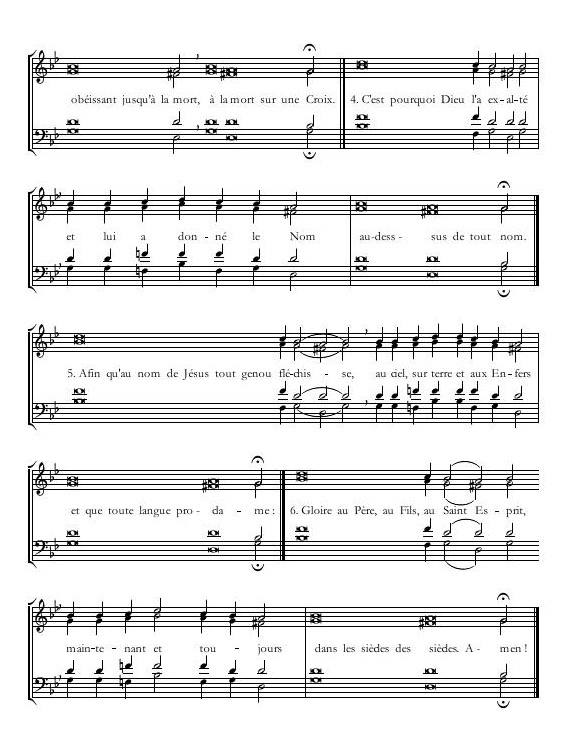 obéissant jusqu'à la mort, à la mort sur une Croix. 4. C'est pourquoi Dieu l'a ex-al-té
et lui a don-né le Nom au-dess-sus de tout nom.
5. Afin qu'au nom de Jésus tout genou flé-chis-se, au ciel, sur terre et aux En-fers
et que toute langue pro-da-me: 6. Gloire au Père, au Fils, au Saint Es-prit,
main-te-nant et tou-jours dans les siècles des siècles. A-men!